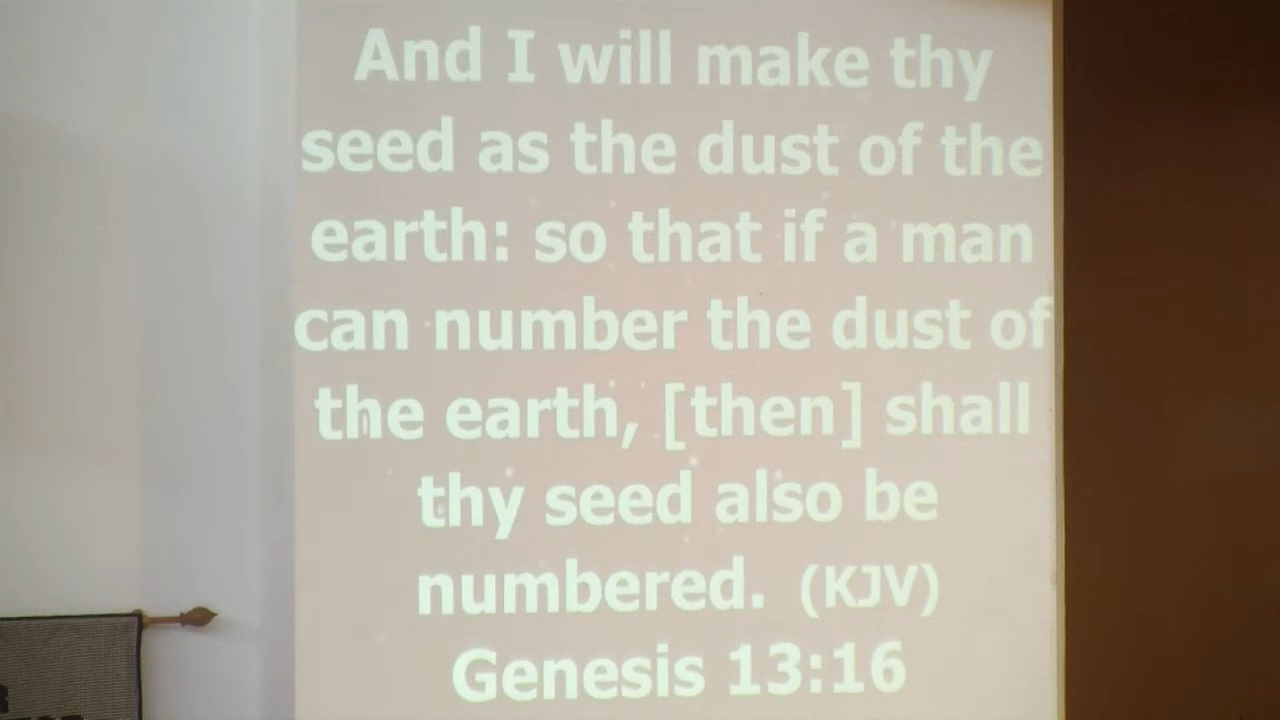 And I will make thy
seed as the dust of the
earth: so that if a man
can number the dust of
the earth, [then] shall
thy seed also be
numbered. (KJV)
Genesis 13:16